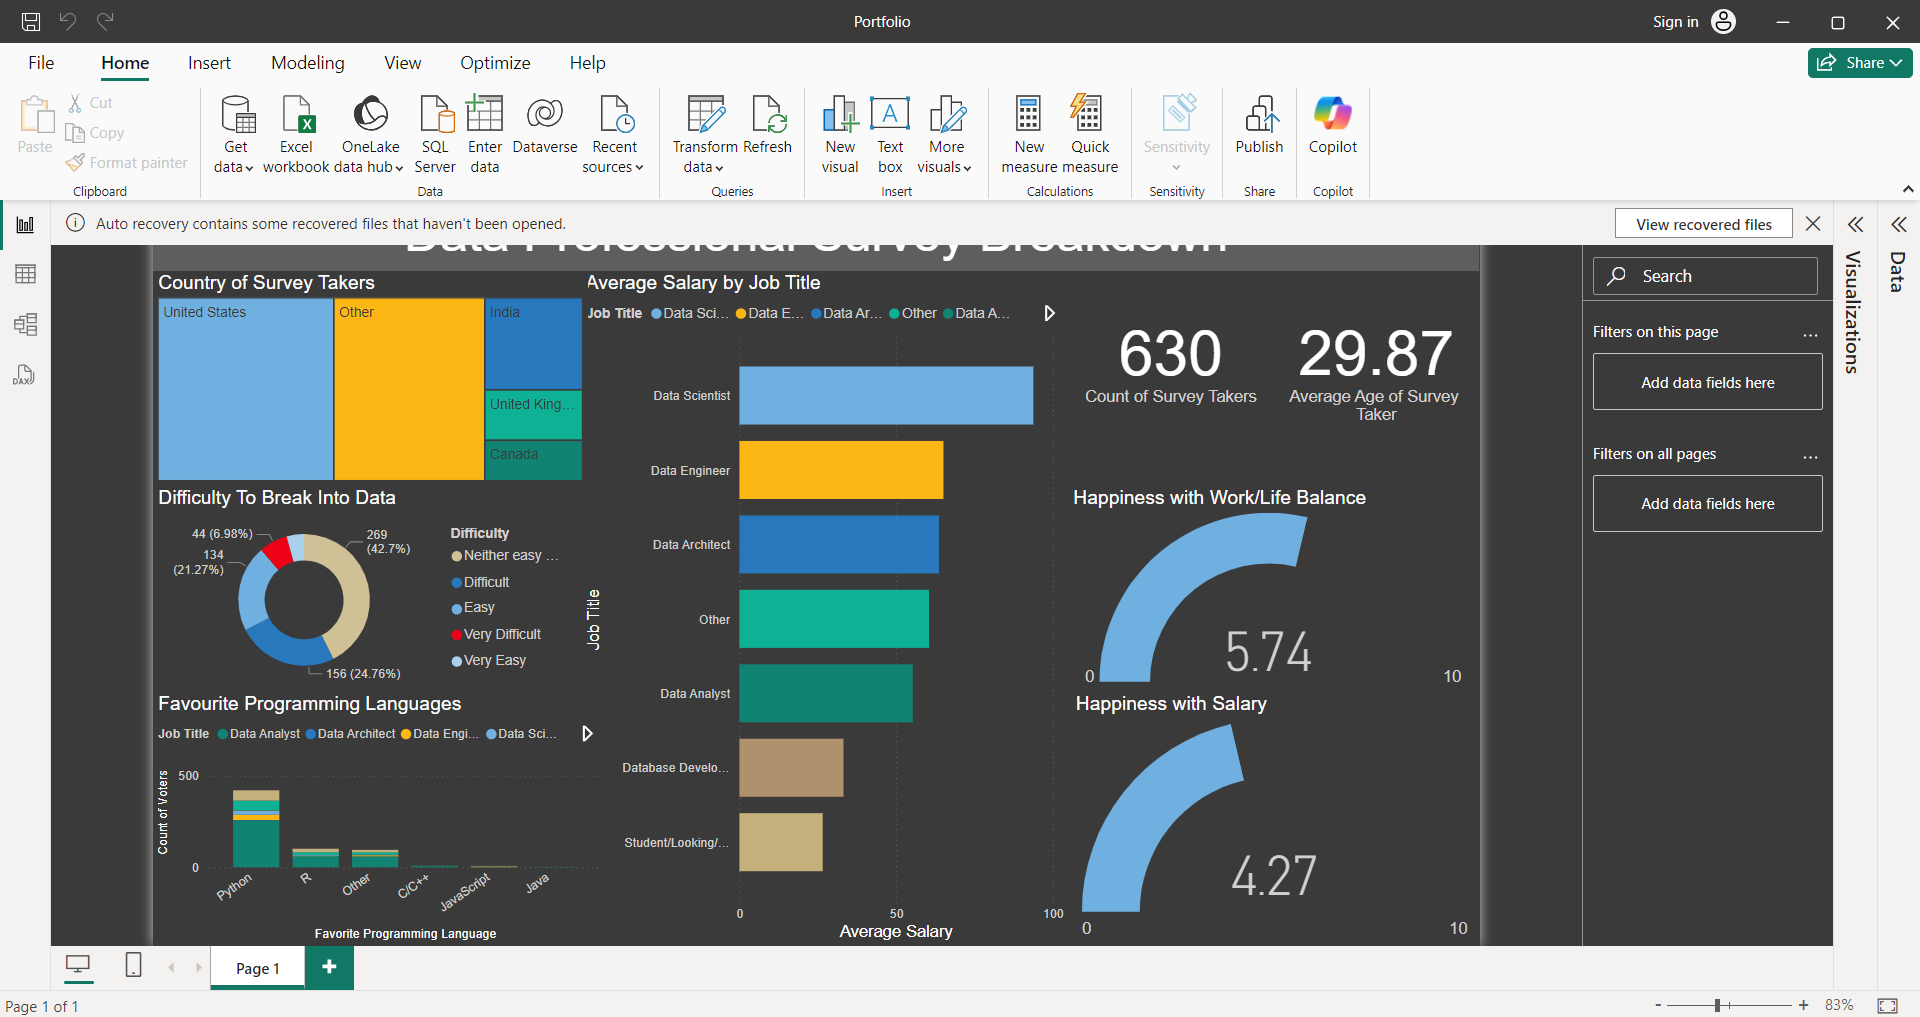 Portfolio
Sign in
File Home Insert Modeling View Optimize Help
Share
Paste
Cut
Copy
Format painter
Clipboard
Get data
Excel workbook
OneLake data hub
SQL Server
Enter data
Dataverse
Recent sources
Data
Transform data
Refresh
Queries
New visual
Text box
More visuals
Insert
New measure
Quick measure
Calculations
Sensitivity
Sensitivity
Publish
Share
Copilot
Copilot
Auto recovery contains some recovered files that haven't been opened.
View recovered files
Data Professional Survey Breakdown
Country of Survey Takers
United States
Other
India
United King...
Canada
Difficulty To Break Into Data
44 (6.98%)
134
(21.27%)
269
(42.7%)
156 (24.76%)
Difficulty
Neither easy ...
Difficult
Easy
Very Difficult
Very Easy
Favourite Programming Languages
Job Title Data Analyst Data Architect Data Engi... Data Sci...
Count of Voters
500
0
Python
R
Other
C/C++
JavaScript
Java
Favorite Programming Language
Average Salary by Job Title
Job Title Data Sci... Data E... Data Ar... Other Data A...
Job Title
Data Scientist
Data Engineer
Data Architect
Other
Data Analyst
Database Develo...
Student/Looking/...
0 50 100
Average Salary
630
Count of Survey Takers
29.87
Average Age of Survey
Taker
Happiness with Work/Life Balance
5.74
0 10
Happiness with Salary
4.27
0 10
Search
Filters on this page ...
Add data fields here
Filters on all pages ...
Add data fields here
Visualizations
Data
DAX
Page 1
Page 1 of 1
- + 83%